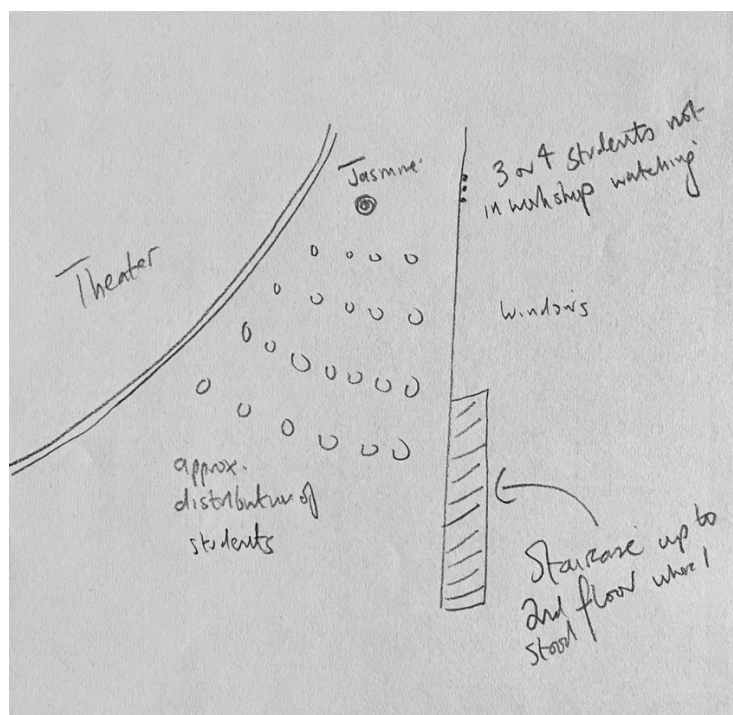 Jasmine
3 or 4 students not
in workshop watching
Theater
Windows
approx.
distribution of
students
Staircase up to
2nd floor where I
stood